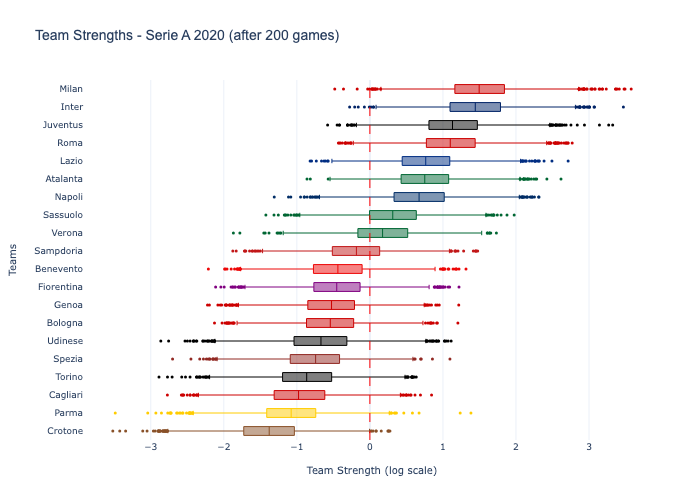 Team Strengths - Serie A 2020 (after 200 games)
Milan
Inter
Juventus
Roma
Lazio
Atalanta
Napoli
Sassuolo
Verona
Sampdoria
Benevento
Fiorentina
Genoa
Bologna
Udinese
Spezia
Torino
Cagliari
Parma
Crotone
Teams
−3 −2 −1 0 1 2 3
Team Strength (log scale)